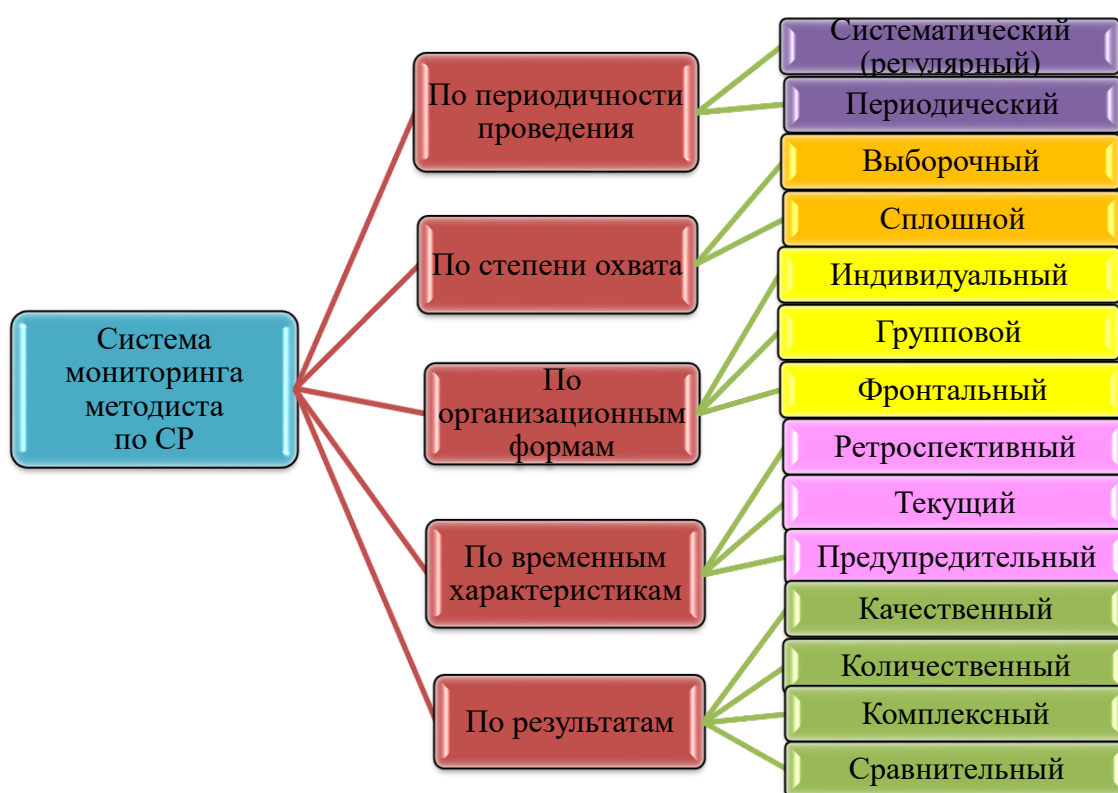 Система
мониторинга
методиста
по СР
По периодичности
проведения
Систематический
(регулярный)
Периодический
По степени охвата
Выборочный
Сплошной
По
организационным
формам
Индивидуальный
Групповой
Фронтальный
По временным
характеристикам
Ретроспективный
Текущий
Предупредительный
По результатам
Качественный
Количественный
Комплексный
Сравнительный